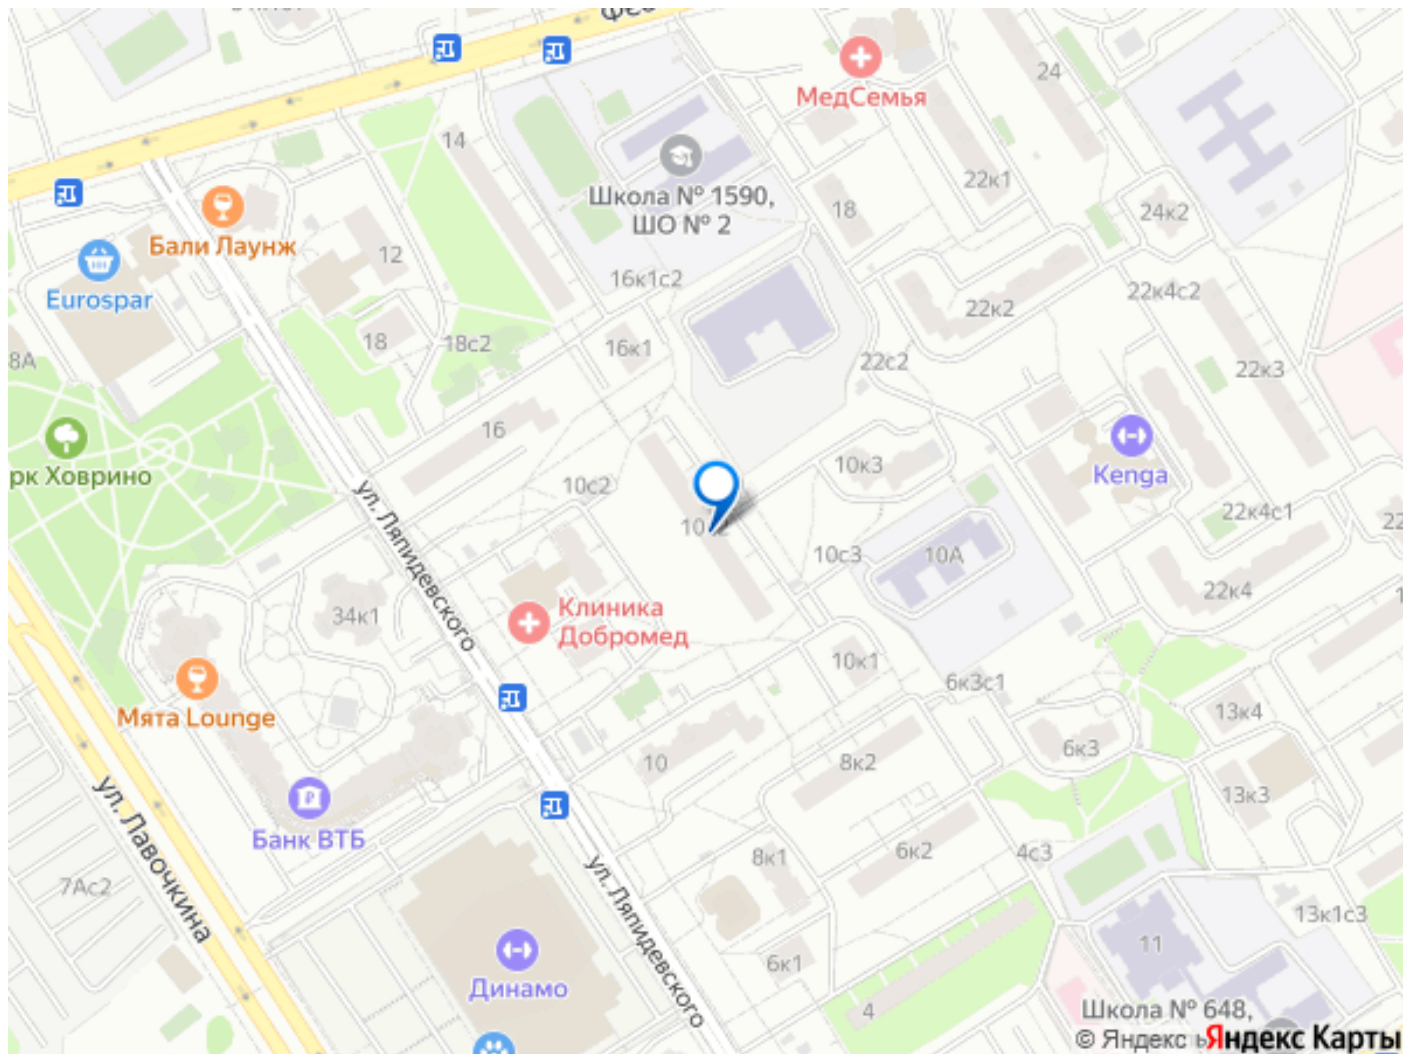 14
МедСемья
24
Школа № 1590,
ШО № 2
22к1
18
24к2
Бали Лаунж
12
Eurospar
16к1с2
22к4с2
22к2
18
18с2
16к1
22с2
22к3
8А
16
рк Ховрино
10с2
10к3
Kenga
ул. Ляпидевского
22к4с1
10с3
10А
22к4
34к1
Клиника
Добромед
10к1
6к3с1
Мята Lounge
13к4
10
8к2
6к3
ул. Лавочкина
13к3
Банк ВТБ
8к1
6к2
4с3
7Ас2
ул. Ляпидевского
13к1с3
11
6к1
Динамо
4
Школа № 648,
© Яндекс
Яндекс Карты